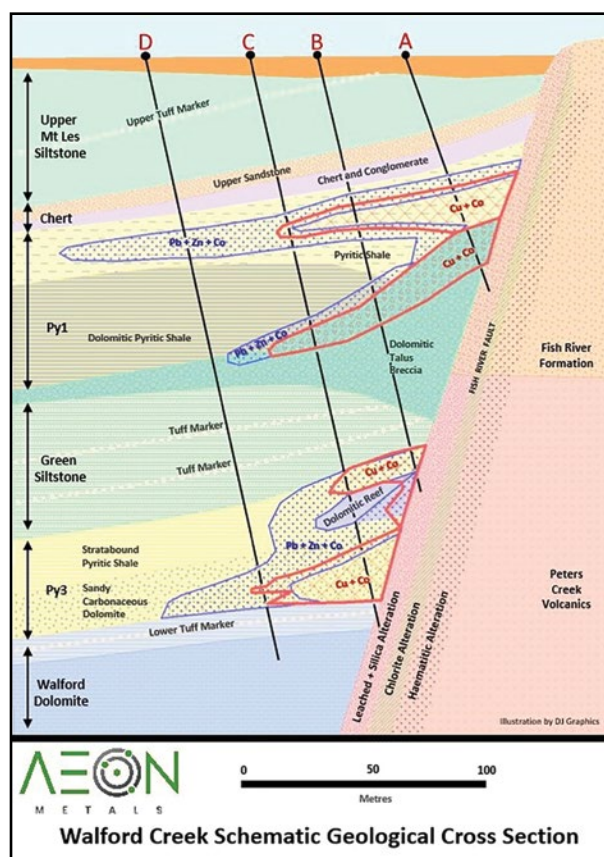 D
C
B
A
Upper
Mt Les
Siltstone
Upper Tuff Marker
Upper Sandstone
Chert and Conglomerate
Chert
Cu + Co
Pb + Zn + Co
Pyritic Shale
Cu + Co
Py1
Dolomitic Pyritic Shale
Pb + Zn + Co
Dolomitic
Talus
Breccia
FISH RIVER FAULT
Fish River
Formation
Tuff Marker
Green
Siltstone
Tuff Marker
Cu + Co
Dolomitic Reef
Pb + Zn + Co
Stratabound
Pyritic Shale
Py3
Sandy
Carbonaceous
Dolomite
Cu + Co
Lower Tuff Marker
Peters
Creek
Volcanics
Leached + Silica Alteration
Chlorite Alteration
Haematitic Alteration
Walford
Dolomite
Illustration by DJ Graphics
AEON
METALS
0 50 100
Metres
Walford Creek Schematic Geological Cross Section